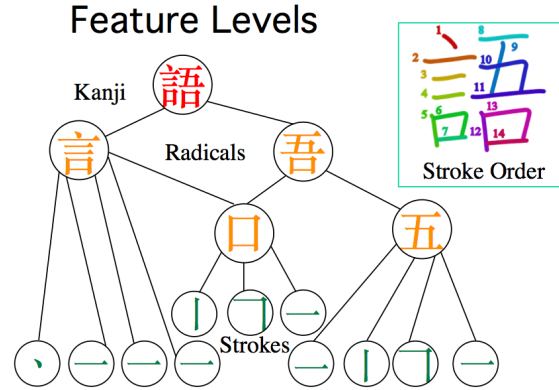 Feature Levels
Kanji
語
言
Radicals
吾
口
五
丨
𠃍
一
Strokes
丶
一
一
一
一
丨
𠃍
一
1
8
9
2
10
3
4
11
5
6
13
7
12
14
Stroke Order